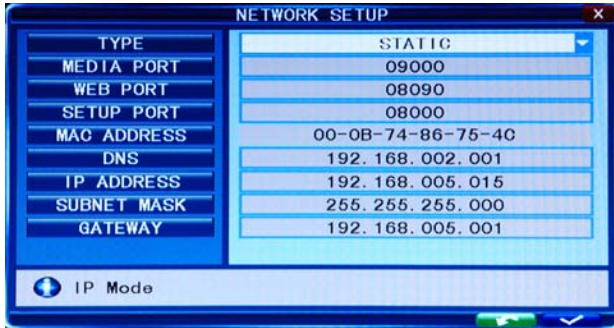 NETWORK SETUP
TYPE STATIC
MEDIA PORT 09000
WEB PORT 08090
SETUP PORT 08000
MAC ADDRESS 00-0B-74-86-75-4C
DNS 192.168.002.001
IP ADDRESS 192.168.005.015
SUBNET MASK 255.255.255.000
GATEWAY 192.168.005.001
IP Mode